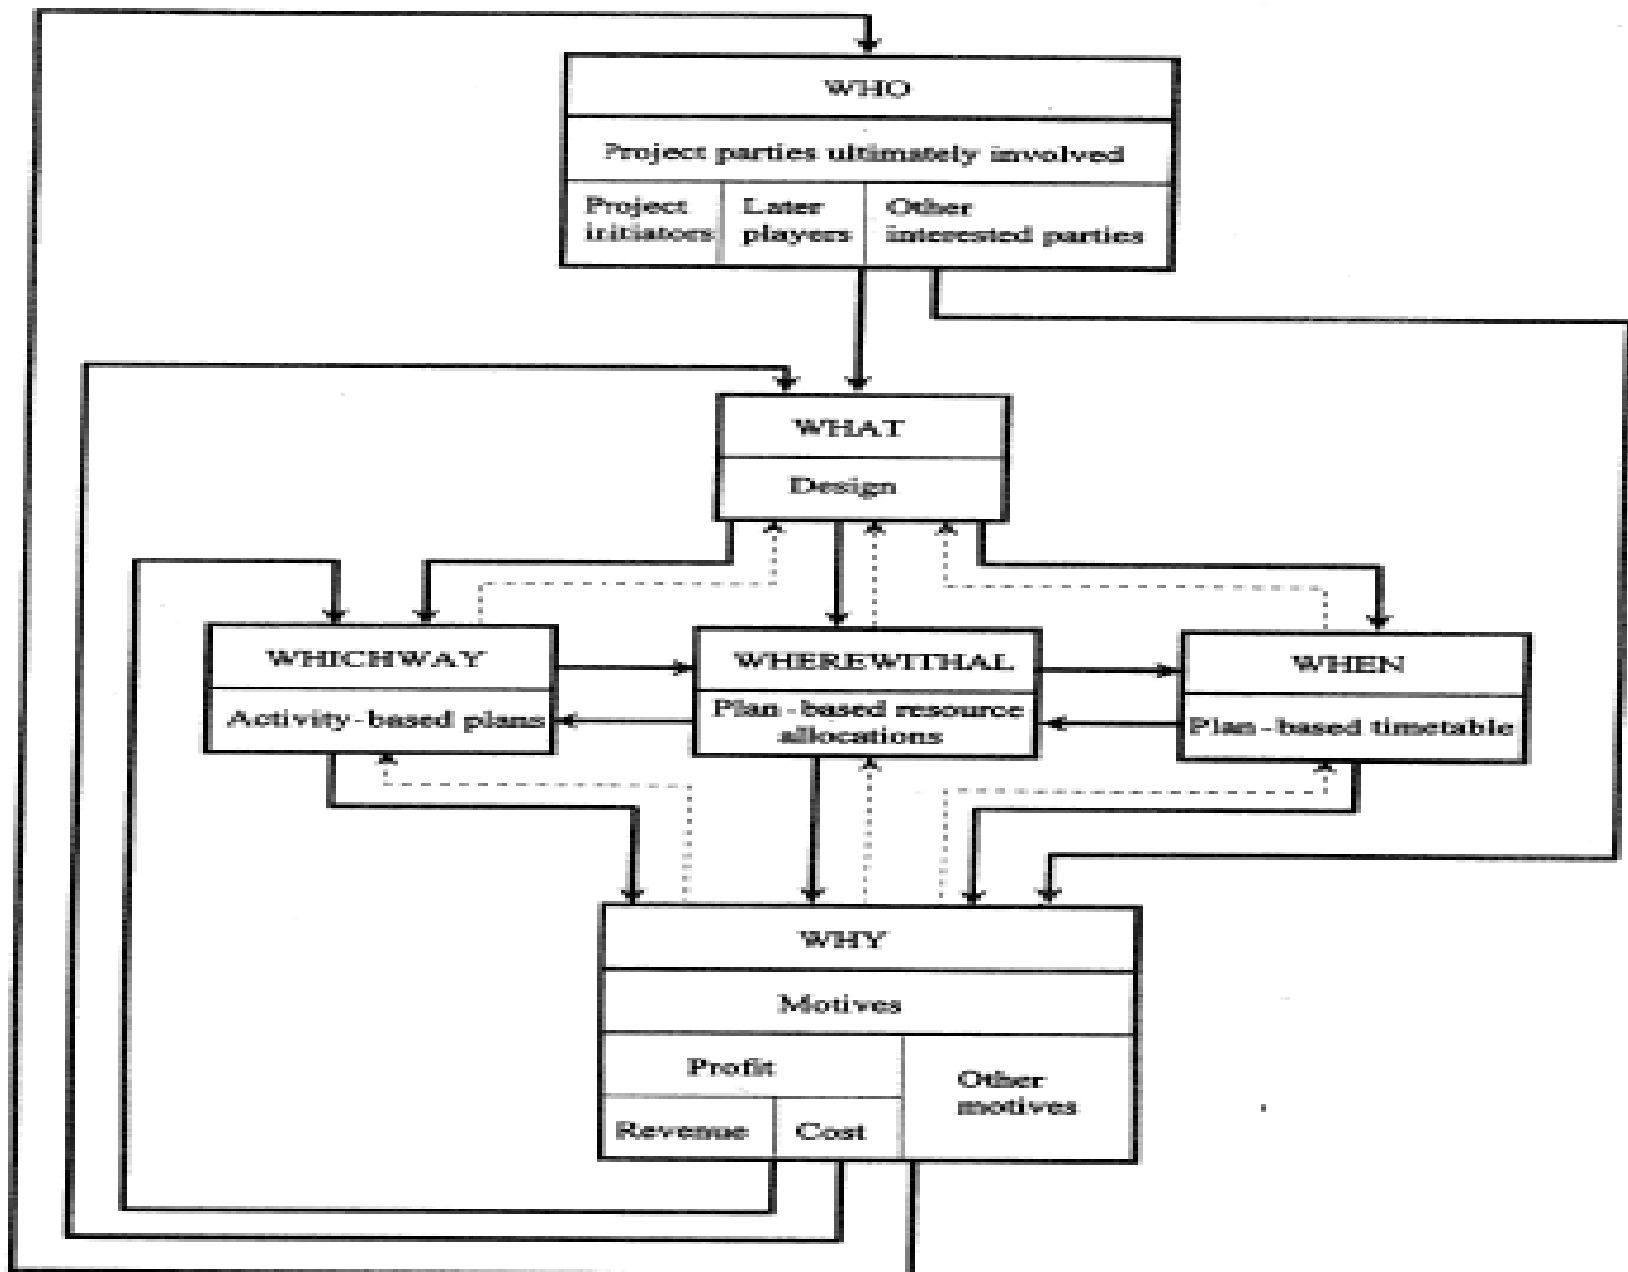 WHO
Project parties ultimately involved
Project
initiators
Later
players
Other
interested parties
WHAT
Design
WHICHWAY
Activity-based plans
WHEREWITHAL
Plan-based resource
allocations
WHEN
Plan-based timetable
WHY
Motives
Profit
Other
motives
Revenue
Cost